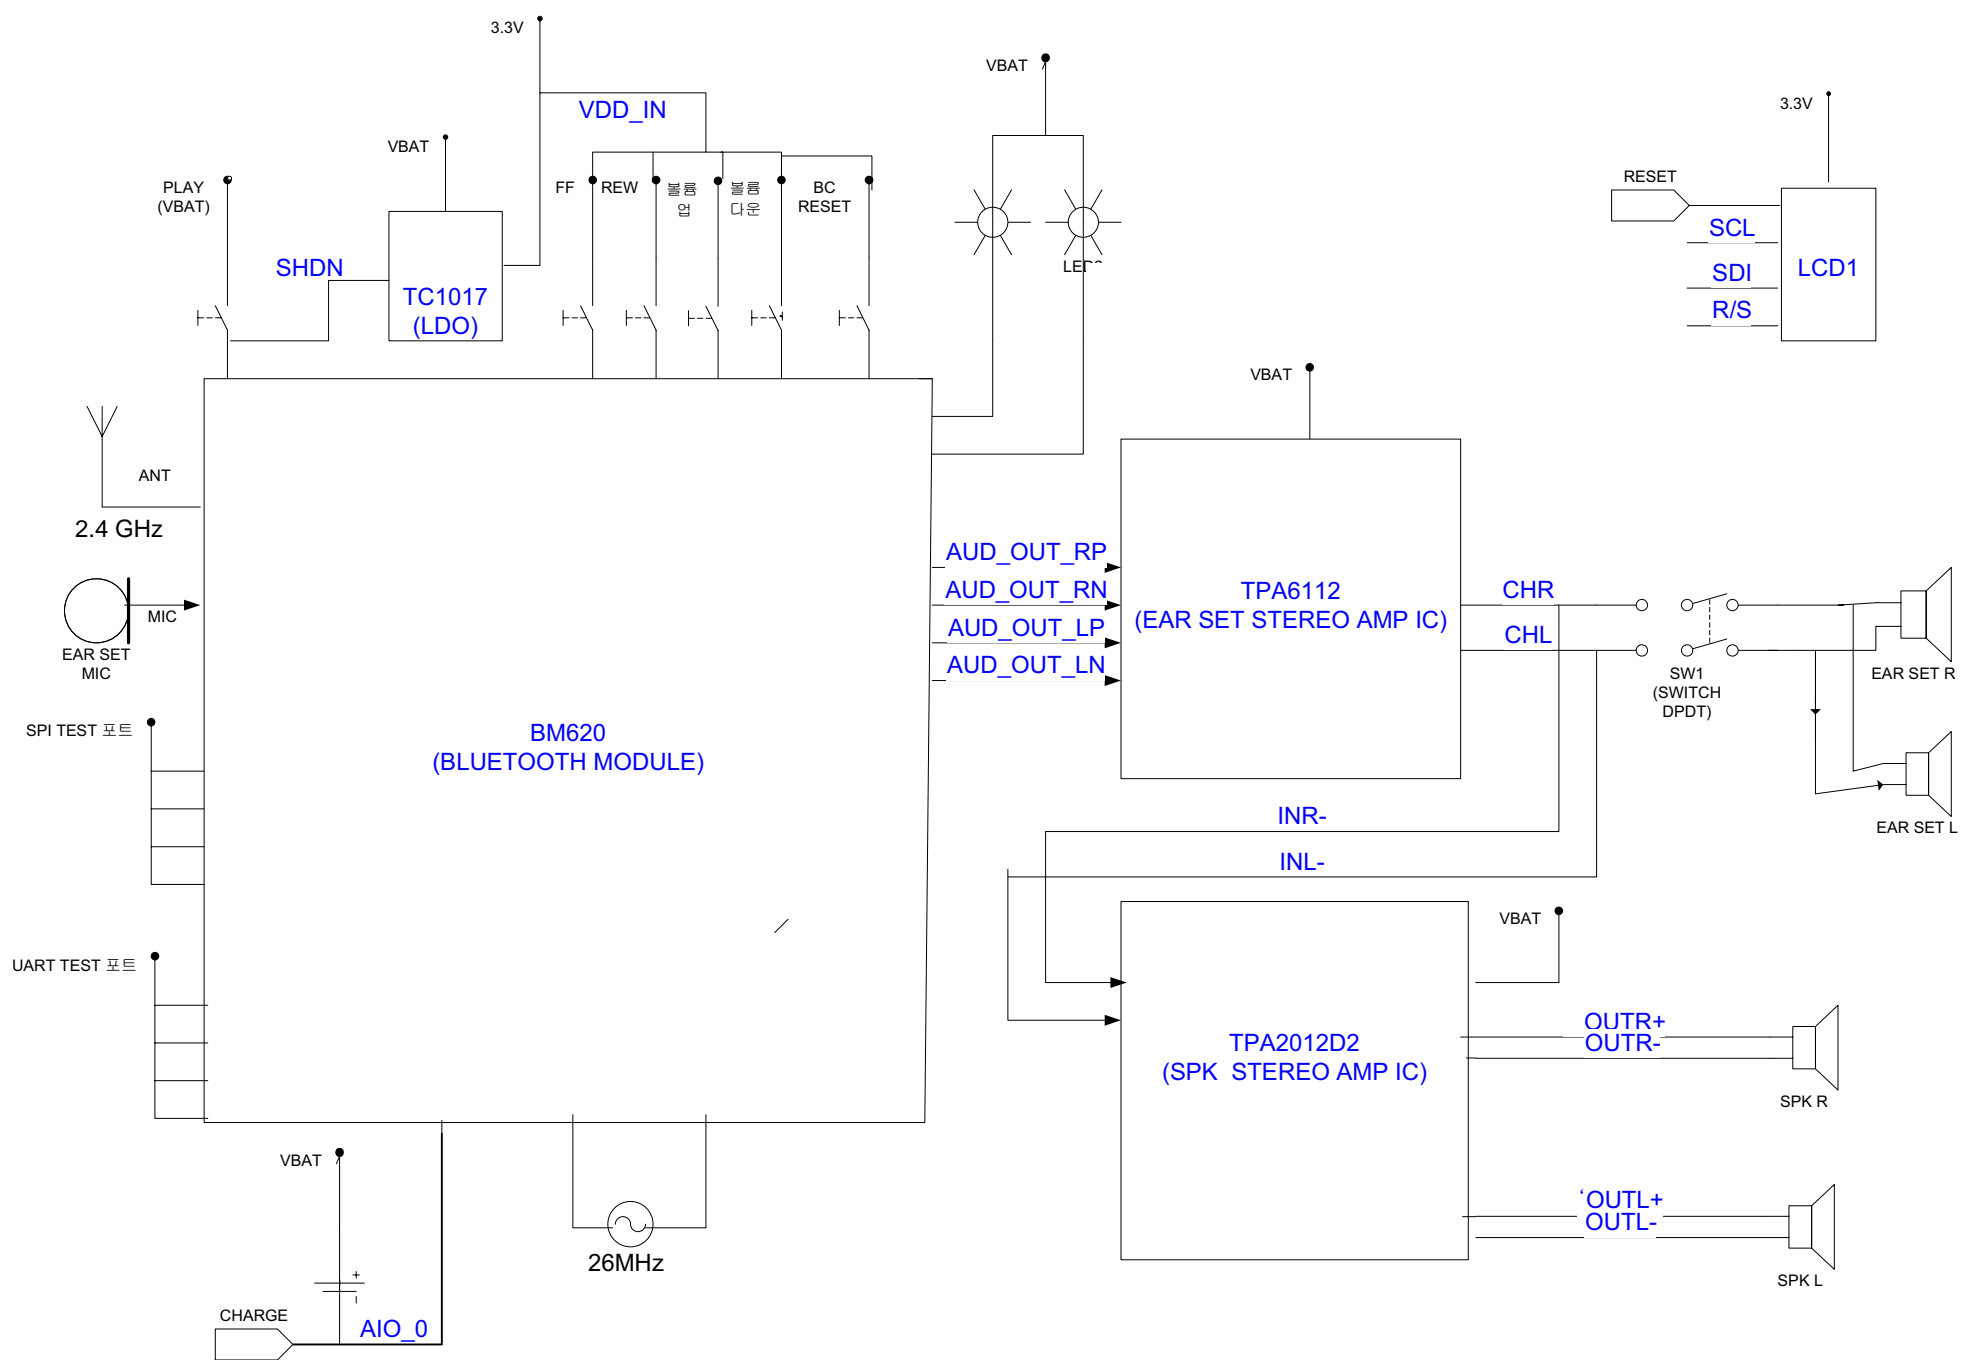 3.3V
VBAT
VDD_IN
3.3V
VBAT
PLAY
(VBAT)
FF
REW
볼륨
업
볼륨
다운
BC
RESET
RESET
SCL
SHDN
LCD1
SDI
TC1017
(LDO)
R/S
VBAT
ANT
2.4 GHz
AUD_OUT_RP
AUD_OUT_RN
AUD_OUT_LP
AUD_OUT_LN
TPA6112
(EAR SET STEREO AMP IC)
CHR
CHL
MIC
EAR SET
MIC
SW1
(SWITCH
DPDT)
EAR SET R
SPI TEST 포트
BM620
(BLUETOOTH MODULE)
INR-
EAR SET L
INL-
VBAT
UART TEST 포트
OUTR+
OUTR-
TPA2012D2
(SPK  STEREO AMP IC)
SPK R
VBAT
OUTL+
OUTL-
26MHz
SPK L
+
-
CHARGE
AIO_0